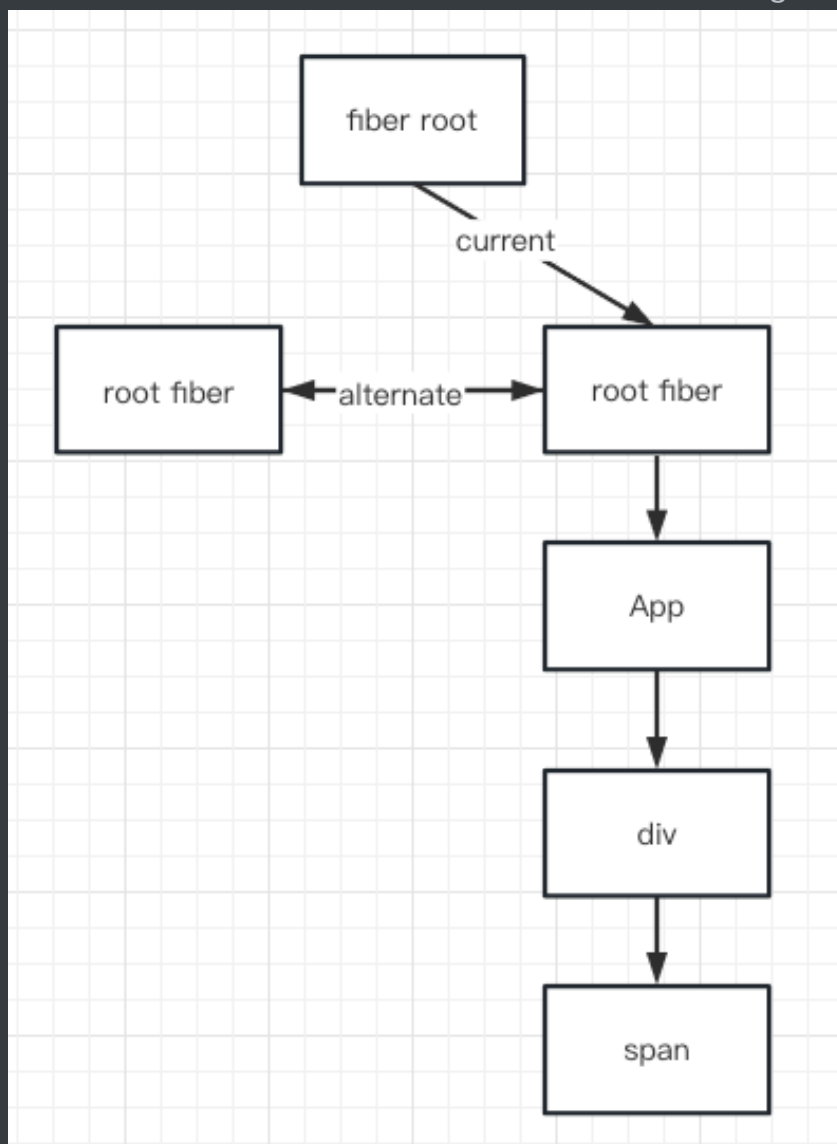 fiber root
current
root fiber
alternate
root fiber
App
div
span